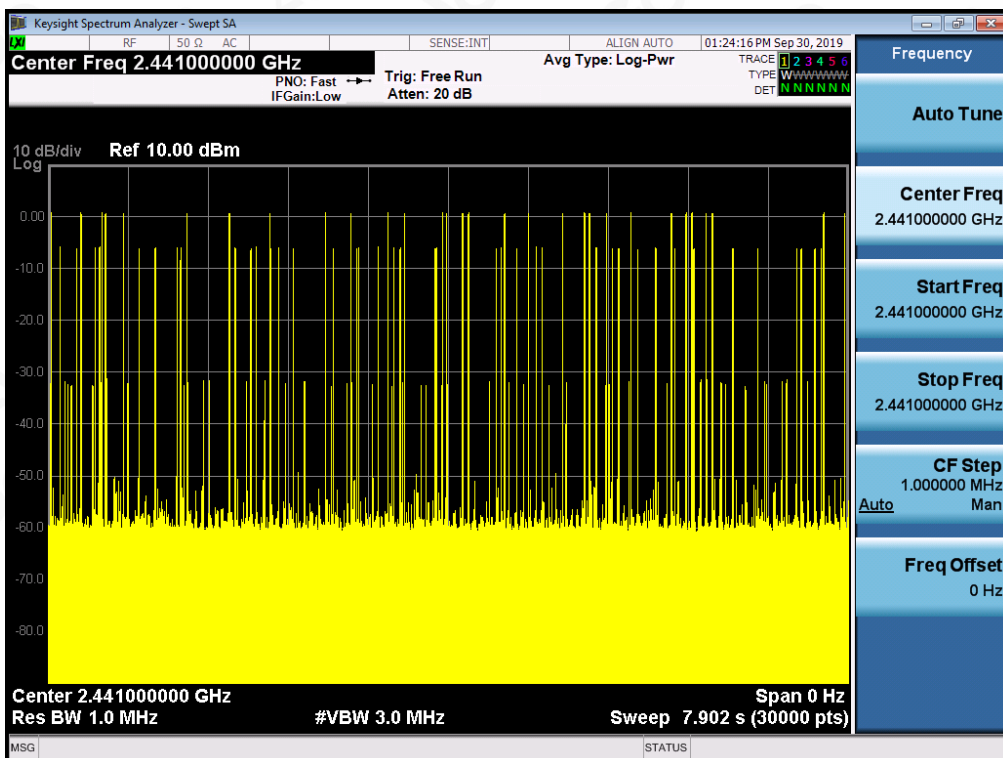 Keysight Spectrum Analyzer - Swept SA
LXI RF 50 Ω AC SENSE:INT ALIGN AUTO 01:24:16 PM Sep 30, 2019
Center Freq 2.441000000 GHz
PNO: Fast
IFGain:Low
Trig: Free Run
Atten: 20 dB
Avg Type: Log-Pwr
TRACE 1 2 3 4 5 6
TYPE WWWWWWW
DET N N N N N N
10 dB/div
Log
Ref 10.00 dBm
0.00
-10.0
-20.0
-30.0
-40.0
-50.0
-60.0
-70.0
-80.0
Center 2.441000000 GHz
Span 0 Hz
Res BW 1.0 MHz
#VBW 3.0 MHz
Sweep 7.902 s (30000 pts)
MSG
STATUS
Frequency
Auto Tune
Center Freq
2.441000000 GHz
Start Freq
2.441000000 GHz
Stop Freq
2.441000000 GHz
CF Step
1.000000 MHz
Auto Man
Freq Offset
0 Hz